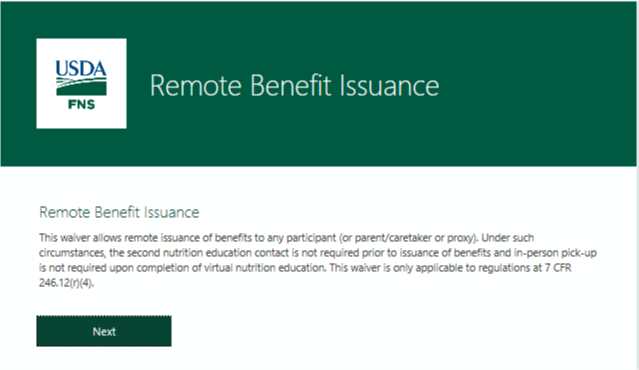 USDA
FNS
Remote Benefit Issuance
Remote Benefit Issuance
This waiver allows remote issuance of benefits to any participant (or parent/caretaker or proxy). Under such
circumstances, the second nutrition education contact is not required prior to issuance of benefits and in-person pick-up
is not required upon completion of virtual nutrition education. This waiver is only applicable to regulations at 7 CFR
246.12(r)(4).
Next